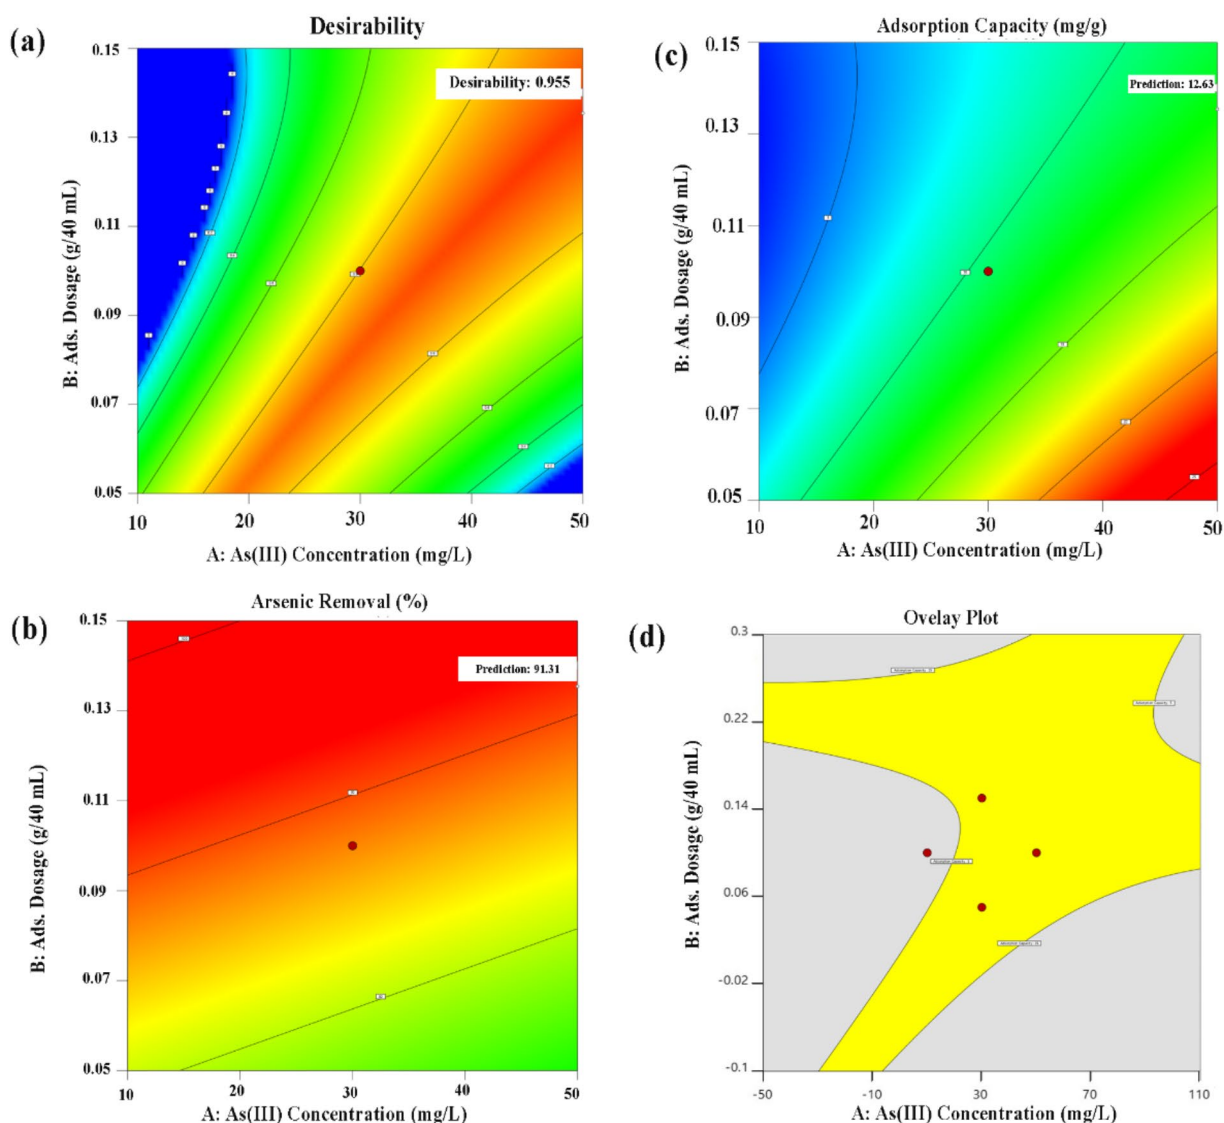 (a)
Desirability
Desirability: 0.955
0.15
0.13
0.11
0.09
0.07
0.05
B: Ads. Dosage (g/40 mL)
10
20
30
40
50
A: As(III) Concentration (mg/L)
(c)
Adsorption Capacity (mg/g)
Prediction: 12.63
0.15
0.13
0.11
0.09
0.07
0.05
B: Ads. Dosage (g/40 mL)
10
20
30
40
50
A: As(III) Concentration (mg/L)
(b)
Arsenic Removal (%)
Prediction: 91.31
0.15
0.13
0.11
0.09
0.07
0.05
B: Ads. Dosage (g/40 mL)
10
20
30
40
50
A: As(III) Concentration (mg/L)
(d)
Ovelay Plot
0.3
0.22
0.14
0.06
-0.02
-0.1
B: Ads. Dosage (g/40 mL)
-50
-10
30
70
110
A: As(III) Concentration (mg/L)